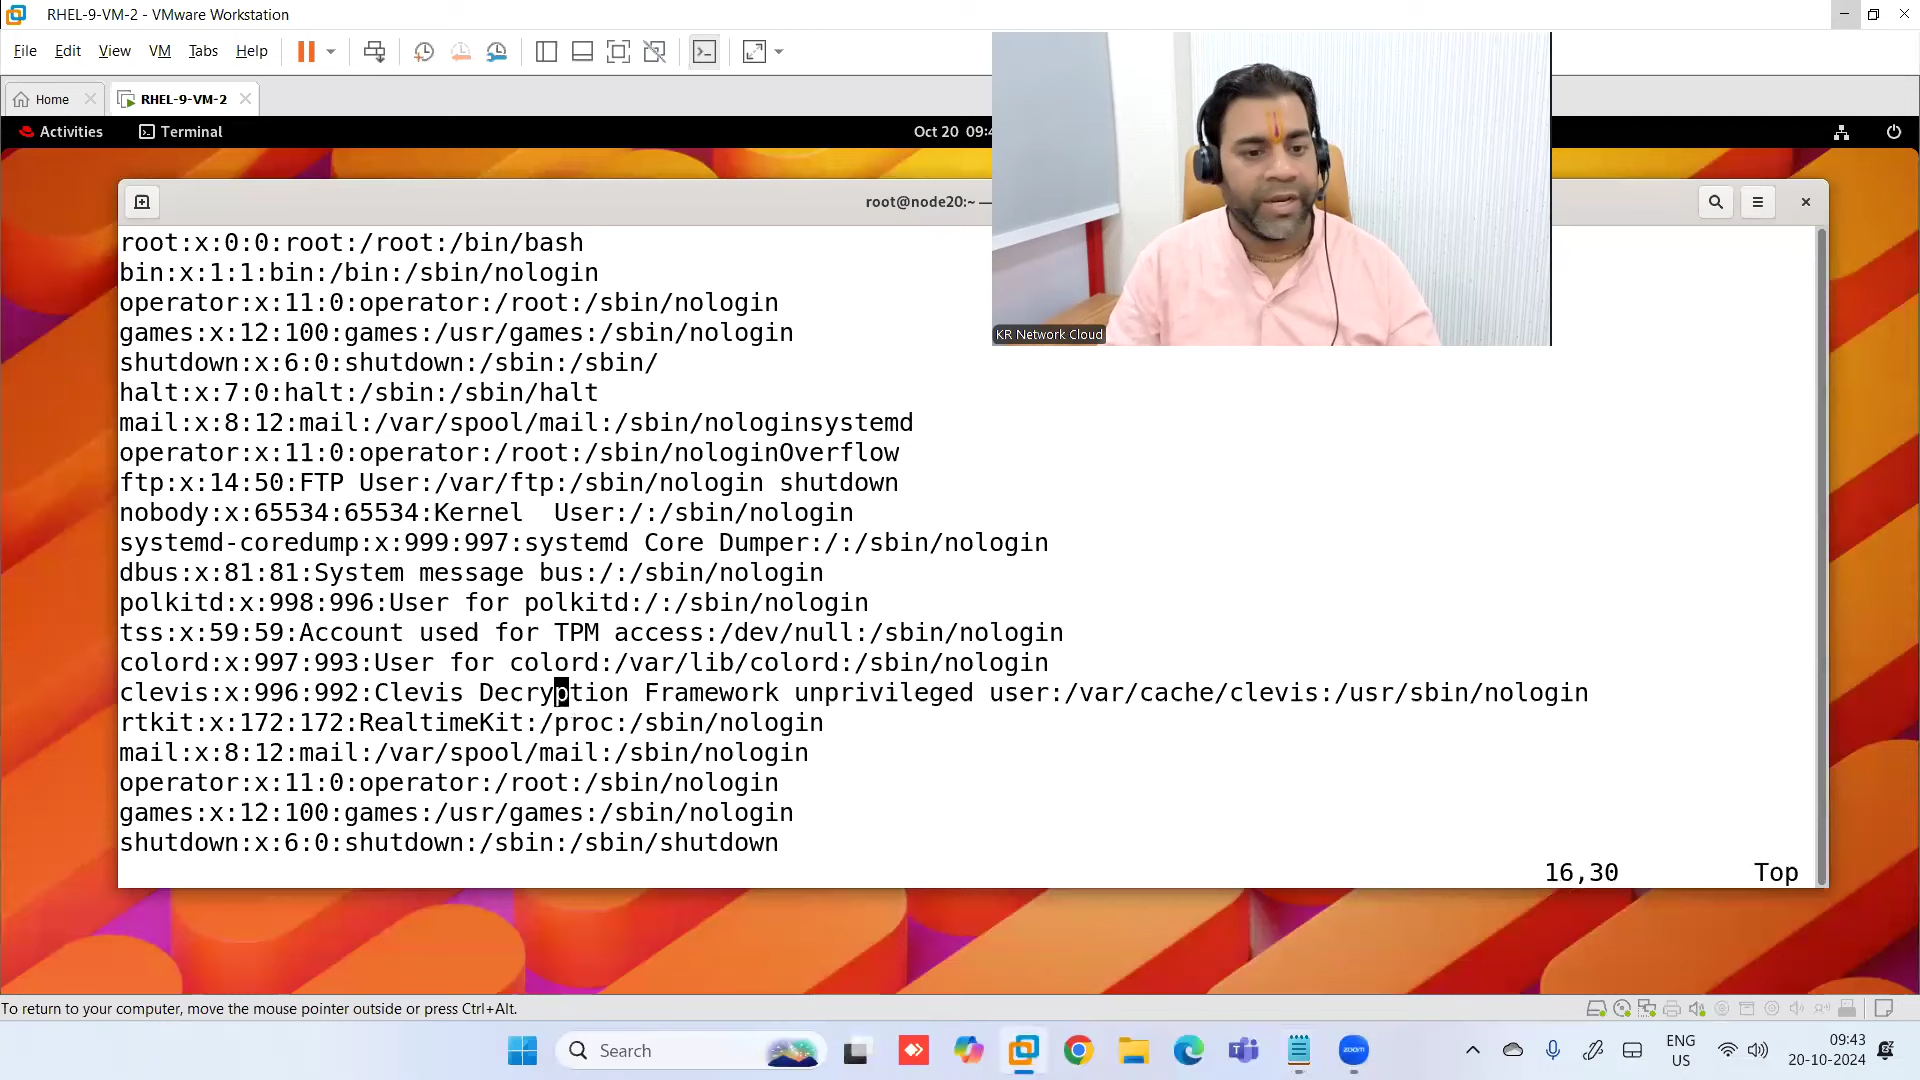 RHEL-9-VM-2 - VMware Workstation
File Edit View VM Tabs Help
Home RHEL-9-VM-2
Activities Terminal Oct 20 09:4
root@node20:~ —
root:x:0:0:root:/root:/bin/bash
bin:x:1:1:bin:/bin:/sbin/nologin
operator:x:11:0:operator:/root:/sbin/nologin
games:x:12:100:games:/usr/games:/sbin/nologin
shutdown:x:6:0:shutdown:/sbin:/sbin/
halt:x:7:0:halt:/sbin:/sbin/halt
mail:x:8:12:mail:/var/spool/mail:/sbin/nologinsystemd
operator:x:11:0:operator:/root:/sbin/nologinOverflow
ftp:x:14:50:FTP User:/var/ftp:/sbin/nologin shutdown
nobody:x:65534:65534:Kernel  User:/:/sbin/nologin
systemd-coredump:x:999:997:systemd Core Dumper:/:/sbin/nologin
dbus:x:81:81:System message bus:/:/sbin/nologin
polkitd:x:998:996:User for polkitd:/:/sbin/nologin
tss:x:59:59:Account used for TPM access:/dev/null:/sbin/nologin
colord:x:997:993:User for colord:/var/lib/colord:/sbin/nologin
clevis:x:996:992:Clevis Decryption Framework unprivileged user:/var/cache/clevis:/usr/sbin/nologin
rtkit:x:172:172:RealtimeKit:/proc:/sbin/nologin
mail:x:8:12:mail:/var/spool/mail:/sbin/nologin
operator:x:11:0:operator:/root:/sbin/nologin
games:x:12:100:games:/usr/games:/sbin/nologin
shutdown:x:6:0:shutdown:/sbin:/sbin/shutdown
16,30 Top
KR Network Cloud
To return to your computer, move the mouse pointer outside or press Ctrl+Alt.
Search
zoom
ENG
US
09:43
20-10-2024